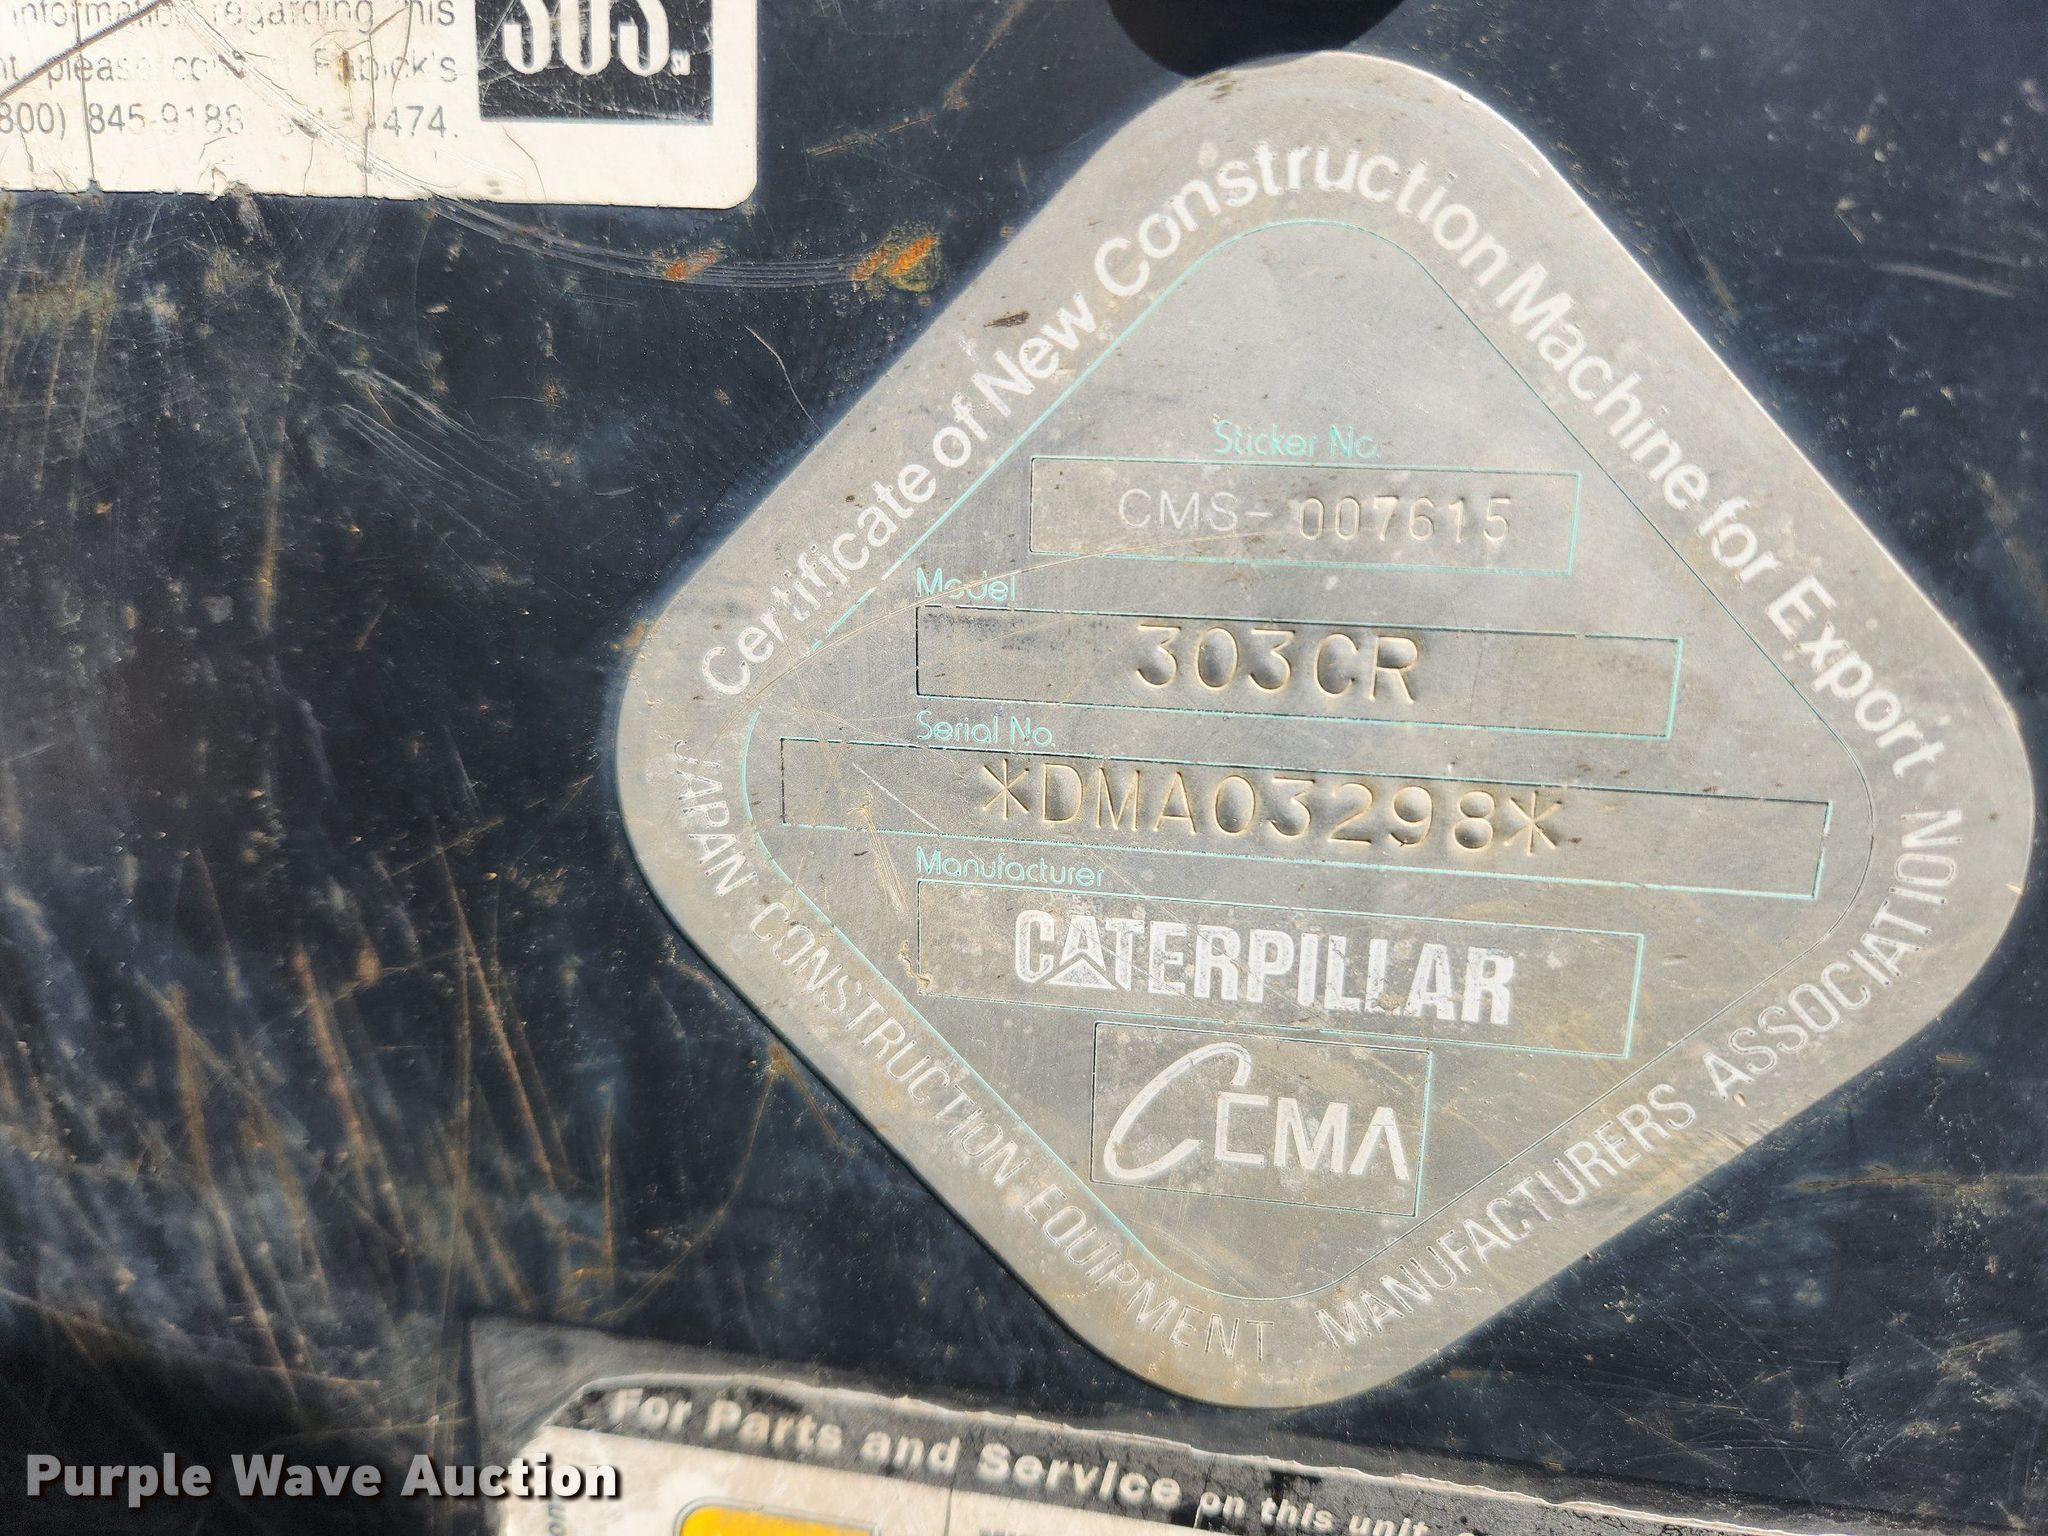 information regarding this
please Fabick's
(800) 845-9188 474.
303
Certificate of New Construction Machine for Export
Sticker No.
CMS-007615
Model
303CR
Serial No.
*DMA03298*
Manufacturer
CATERPILLAR
CEMA
JAPAN CONSTRUCTION EQUIPMENT MANUFACTURERS ASSOCIATION
For Parts and Service on this unit
Purple Wave Auction